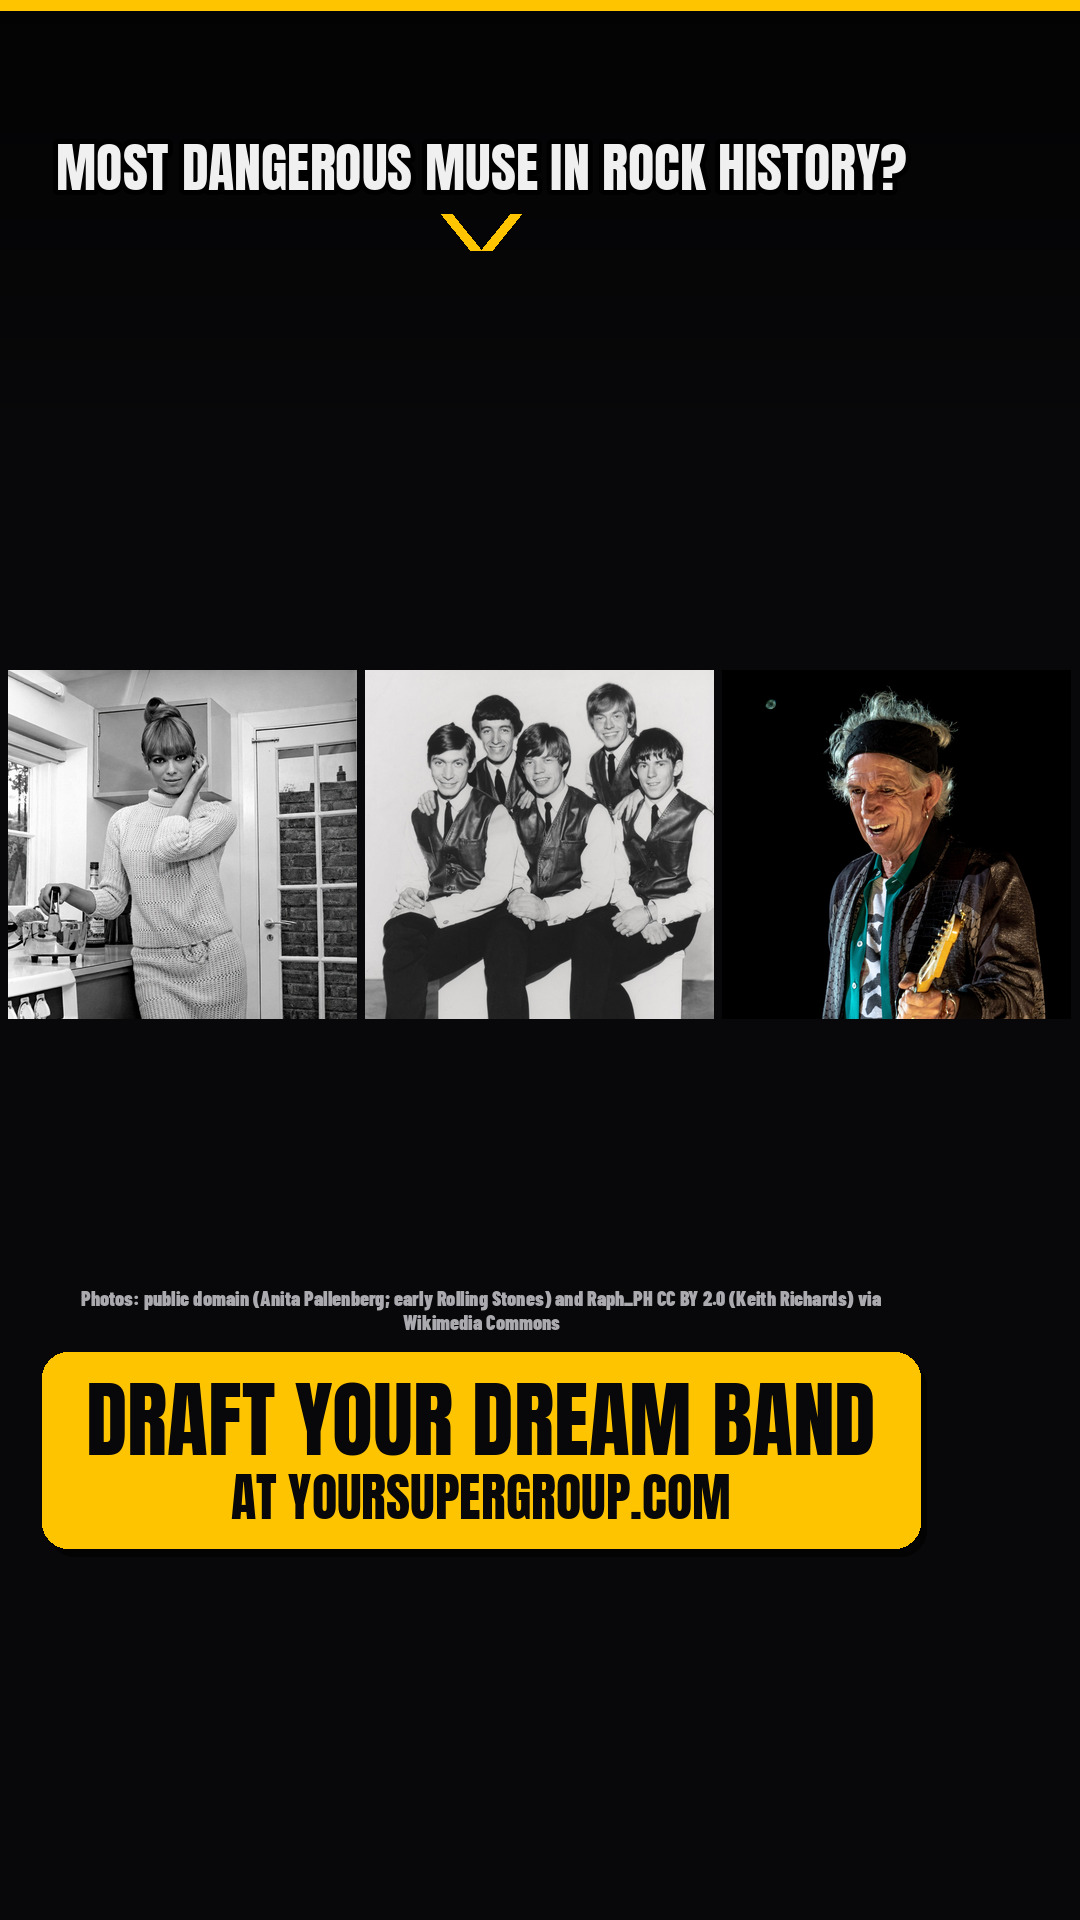 MOST DANGEROUS MUSE IN ROCK HISTORY?
Photos: public domain (Anita Pallenberg; early Rolling Stones) and Raph_PH CC BY 2.0 (Keith Richards) via
Wikimedia Commons
DRAFT YOUR DREAM BAND
AT YOURSUPERGROUP.COM